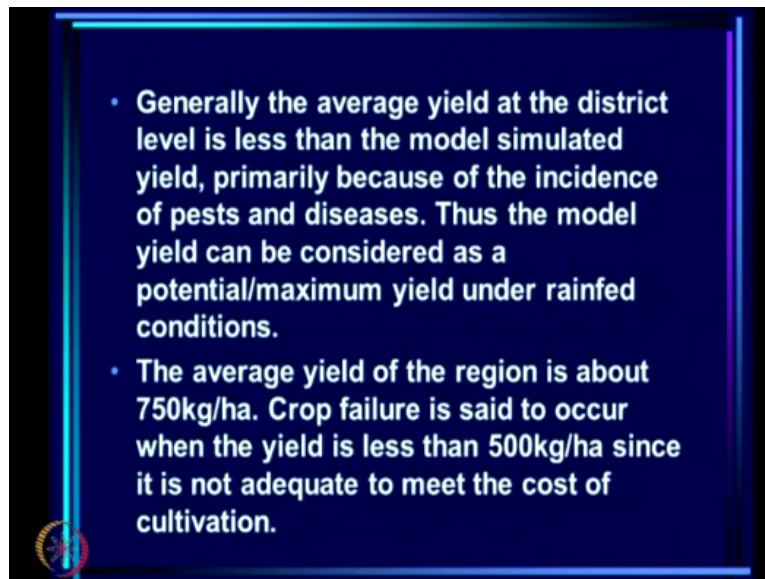 • Generally the average yield at the district
level is less than the model simulated
yield, primarily because of the incidence
of pests and diseases. Thus the model
yield can be considered as a
potential/maximum yield under rainfed
conditions.
• The average yield of the region is about
750kg/ha. Crop failure is said to occur
when the yield is less than 500kg/ha since
it is not adequate to meet the cost of
cultivation.